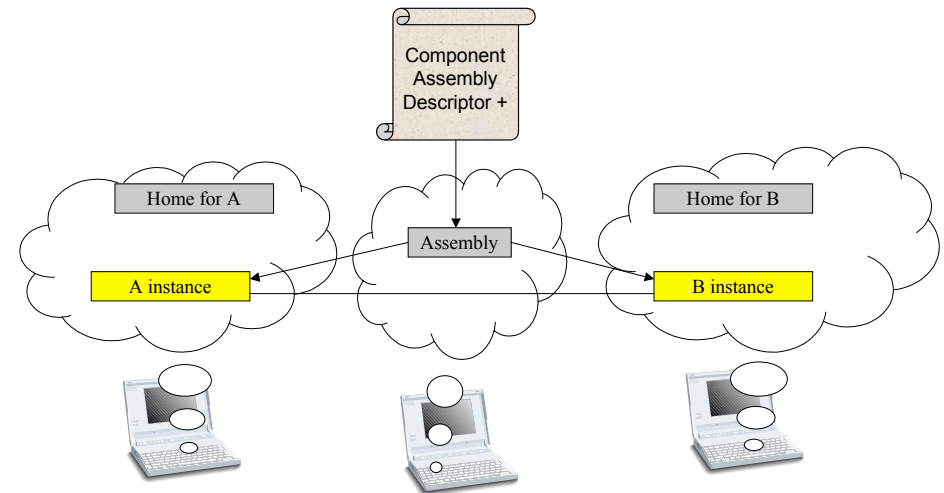 Component
Assembly
Descriptor +
Home for A
Home for B
Assembly
A instance
B instance